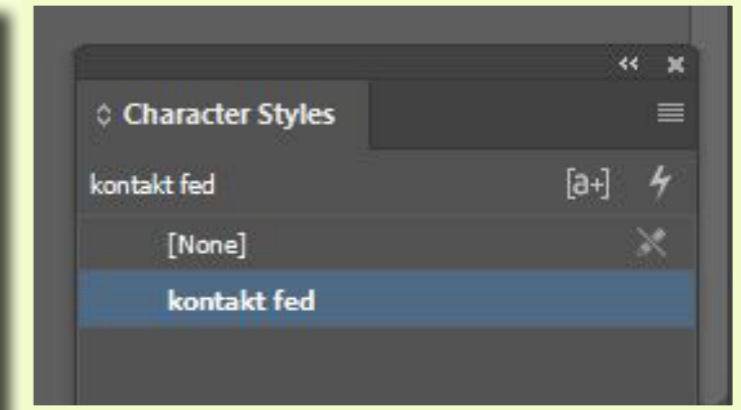 Character Styles
kontakt fed
[a+]
[None]
kontakt fed